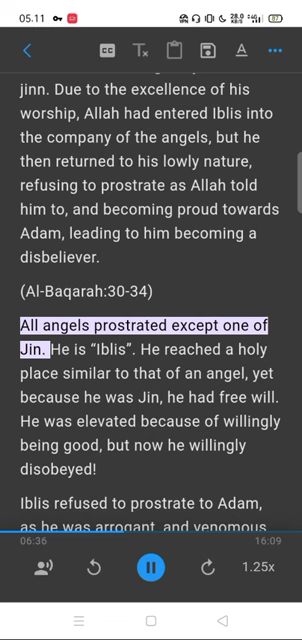 05.11
28.0 KB/S 4G 87
CC
jinn. Due to the excellence of his
worship, Allah had entered Iblis into
the company of the angels, but he
then returned to his lowly nature,
refusing to prostrate as Allah told
him to, and becoming proud towards
Adam, leading to him becoming a
disbeliever.
(Al-Baqarah:30-34)
All angels prostrated except one of
Jin. He is “Iblis”. He reached a holy
place similar to that of an angel, yet
because he was Jin, he had free will.
He was elevated because of willingly
being good, but now he willingly
disobeyed!
Iblis refused to prostrate to Adam,
as he was arrogant, and venomous
06:36
16:09
1.25x